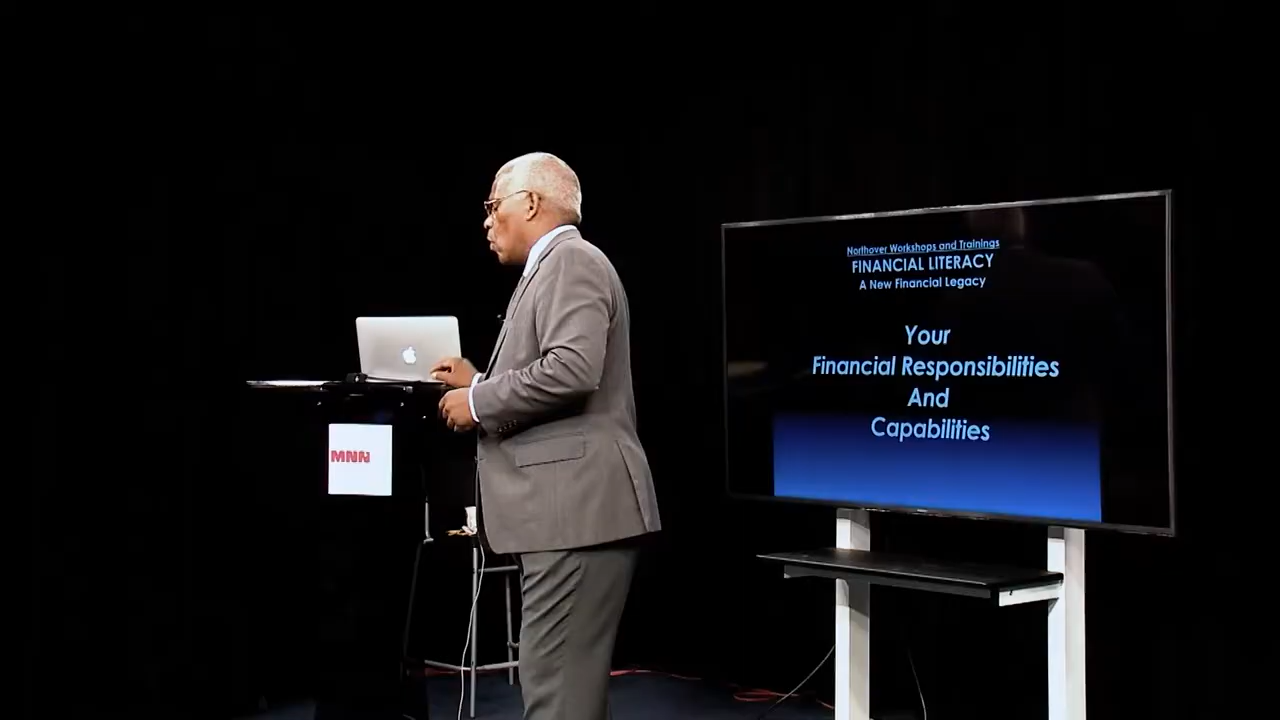 MNN
Northover Workshops and Trainings
FINANCIAL LITERACY
A New Financial Legacy
Your
Financial Responsibilities
And
Capabilities